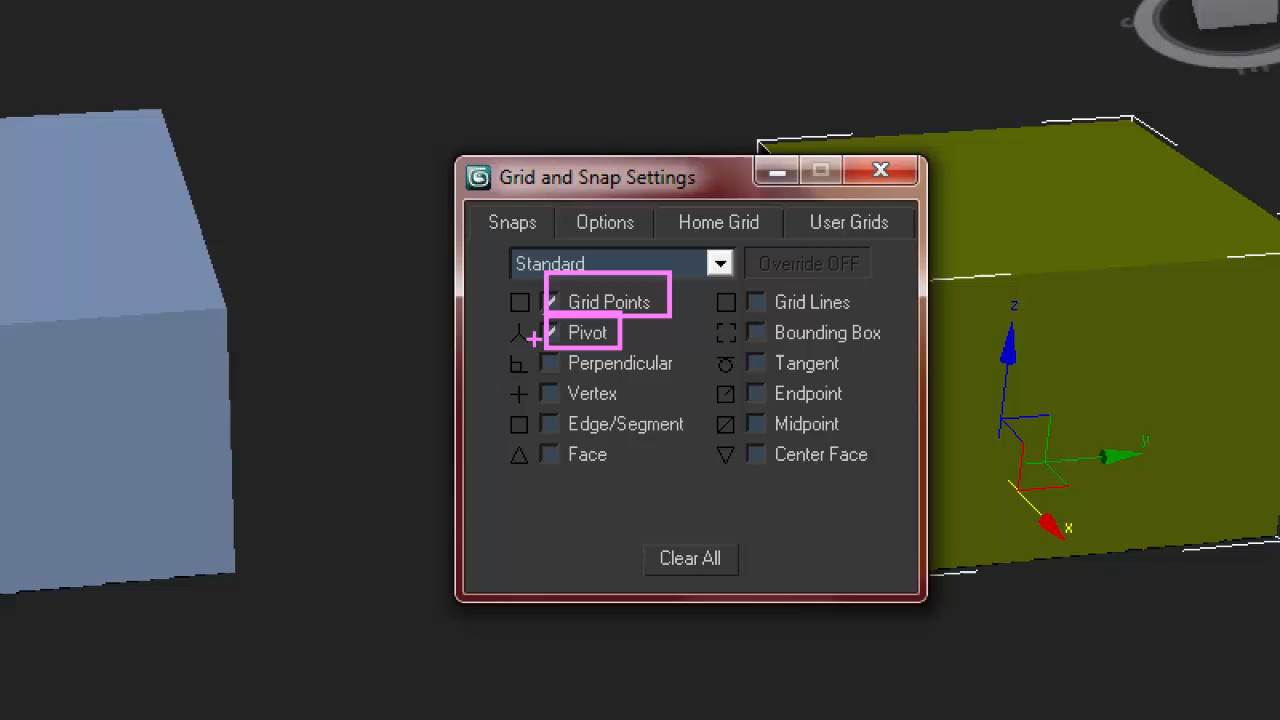 Grid and Snap Settings
Snaps Options Home Grid User Grids
Standard Override OFF
Grid Points Grid Lines
Pivot Bounding Box
Perpendicular Tangent
Vertex Endpoint
Edge/Segment Midpoint
Face Center Face
Clear All
z
y
x